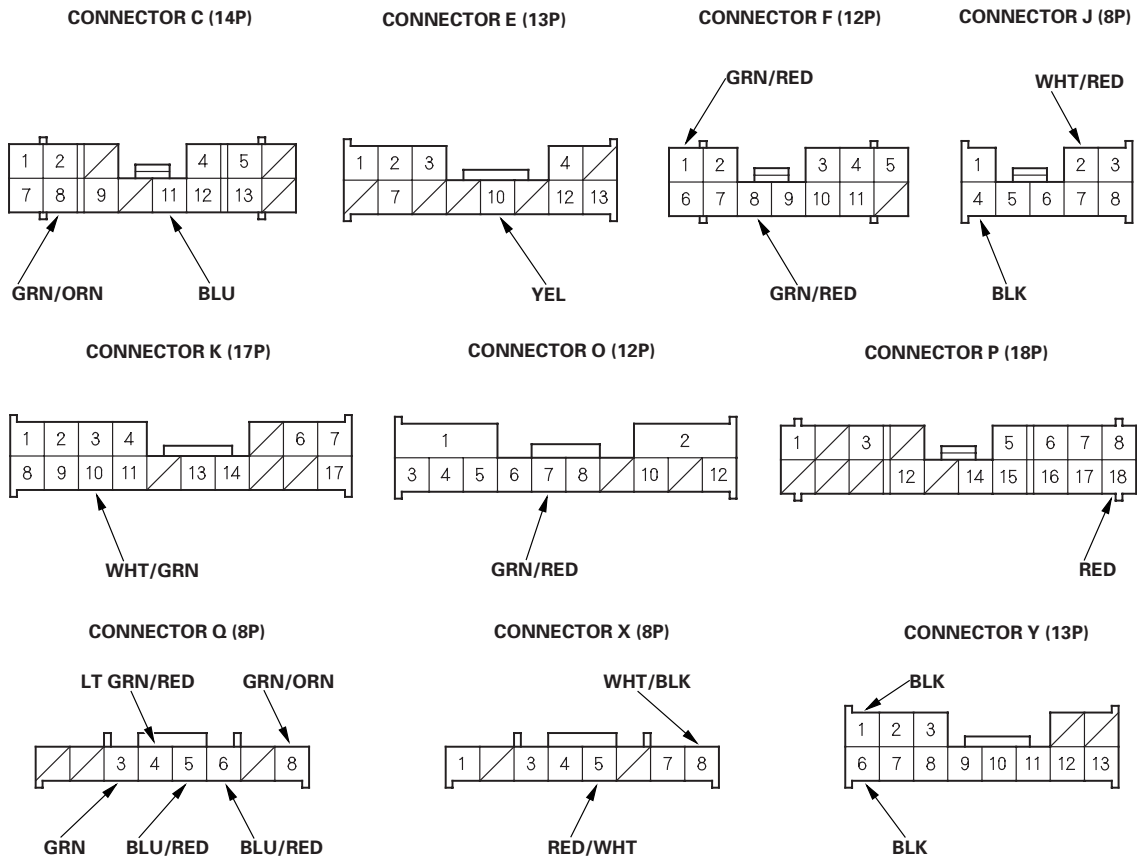 CONNECTOR C (14P)
1 2 4 5
7 8 9 11 12 13
GRN/ORN BLU
CONNECTOR E (13P)
1 2 3 4
7 10 12 13
YEL
CONNECTOR F (12P)
GRN/RED
1 2 3 4 5
6 7 8 9 10 11
GRN/RED
CONNECTOR J (8P)
WHT/RED
1 2 3
4 5 6 7 8
BLK
CONNECTOR K (17P)
1 2 3 4 6 7
8 9 10 11 13 14 17
WHT/GRN
CONNECTOR O (12P)
1 2
3 4 5 6 7 8 10 12
GRN/RED
CONNECTOR P (18P)
1 3 5 6 7 8
12 14 15 16 17 18
RED
CONNECTOR Q (8P)
LT GRN/RED GRN/ORN
3 4 5 6 8
GRN BLU/RED BLU/RED
CONNECTOR X (8P)
WHT/BLK
1 3 4 5 7 8
RED/WHT
CONNECTOR Y (13P)
BLK
1 2 3
6 7 8 9 10 11 12 13
BLK